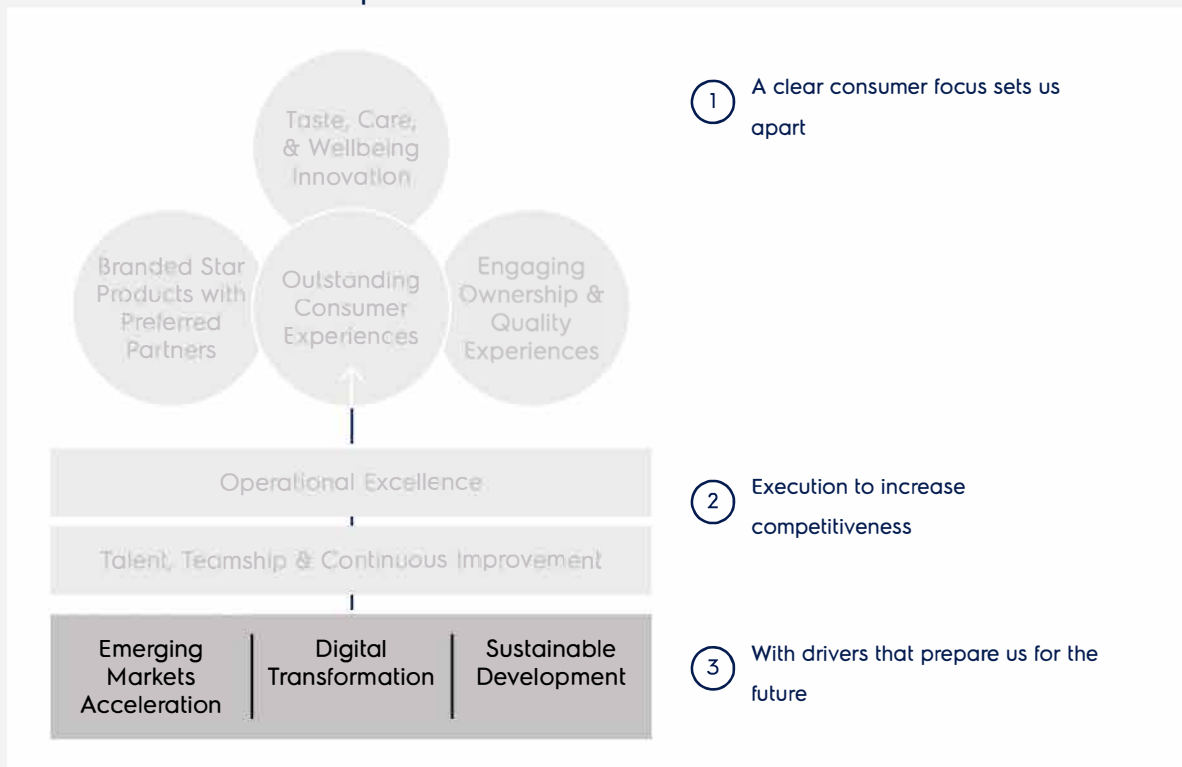 Taste, Care,
& Wellbeing
Innovation
Branded Star
Products with
Preferred
Partners
Outstanding
Consumer
Experiences
Engaging
Ownership &
Quality
Experiences
1
A clear consumer focus sets us
apart
Operational Excellence
2
Execution to increase
competitiveness
Talent, Teamship & Continuous Improvement
Emerging
Markets
Acceleration
Digital
Transformation
Sustainable
Development
3
With drivers that prepare us for the
future